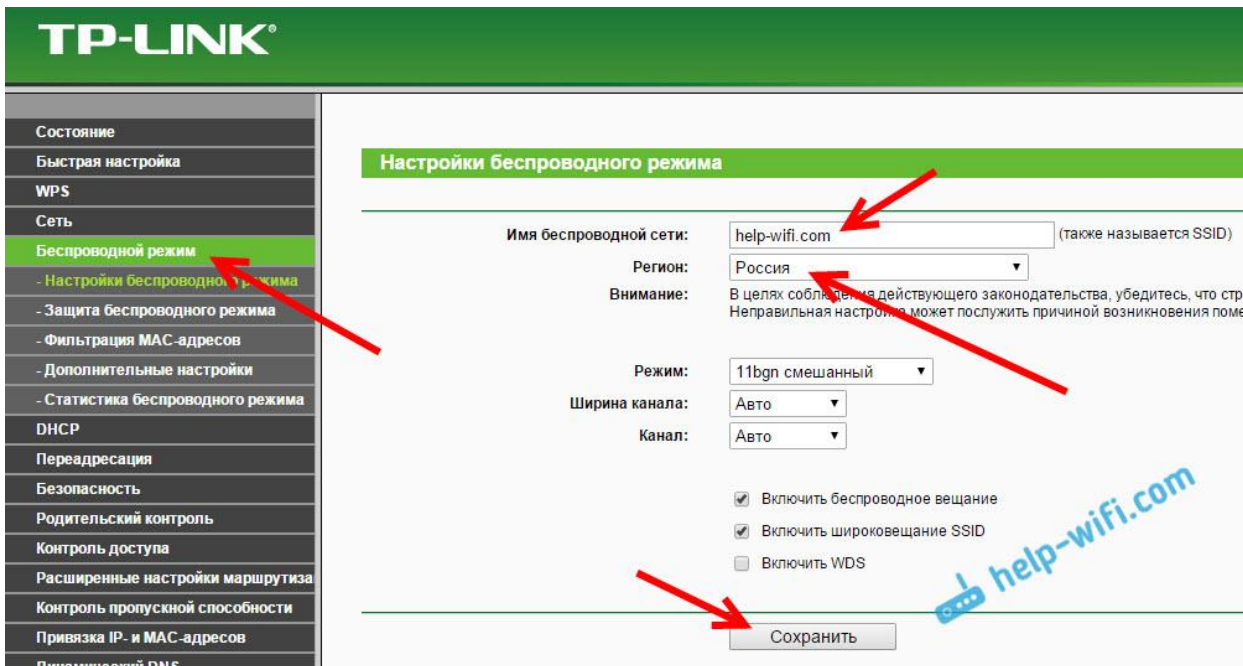 TP-LINK®
Состояние
Быстрая настройка
WPS
Сеть
Беспроводной режим
- Настройки беспроводного режима
- Защита беспроводного режима
- Фильтрация MAC-адресов
- Дополнительные настройки
- Статистика беспроводного режима
DHCP
Переадресация
Безопасность
Родительский контроль
Контроль доступа
Расширенные настройки маршрутиза
Контроль пропускной способности
Привязка IP- и MAC-адресов
Динамический DNS
Настройки беспроводного режима
Имя беспроводной сети: help-wifi.com (также называется SSID)
Регион: Россия
Внимание: В целях соблюдения действующего законодательства, убедитесь, что стр
Неправильная настройка может послужить причиной возникновения поме
Режим: 11bgn смешанный
Ширина канала: Авто
Канал: Авто
Включить беспроводное вещание
Включить широковещание SSID
Включить WDS
help-wifi.com
Сохранить